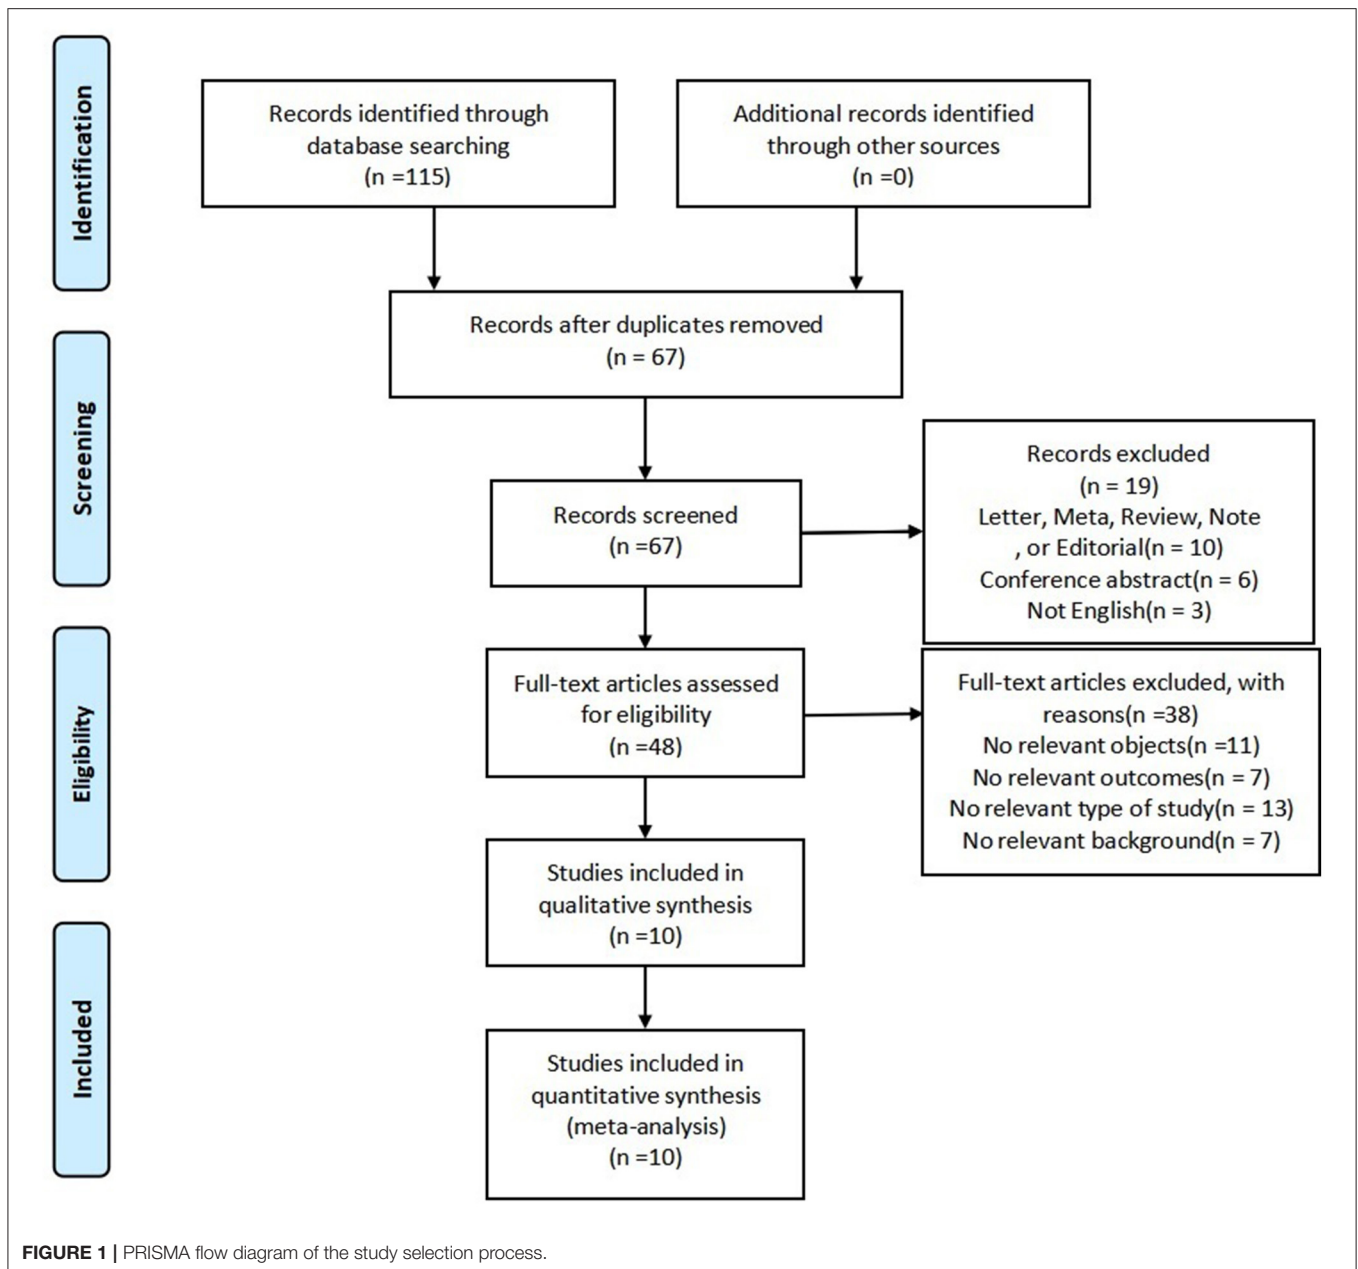 Identification
Records identified through
database searching
(n =115)
Additional records identified
through other sources
(n =0)
Records after duplicates removed
(n = 67)
Screening
Records screened
(n =67)
Records excluded
(n = 19)
Letter, Meta, Review, Note
, or Editorial(n = 10)
Conference abstract(n = 6)
Not English(n = 3)
Eligibility
Full-text articles assessed
for eligibility
(n =48)
Full-text articles excluded, with
reasons(n =38)
No relevant objects(n =11)
No relevant outcomes(n = 7)
No relevant type of study(n = 13)
No relevant background(n = 7)
Studies included in
qualitative synthesis
(n =10)
Included
Studies included in
quantitative synthesis
(meta-analysis)
(n =10)
FIGURE 1 | PRISMA flow diagram of the study selection process.